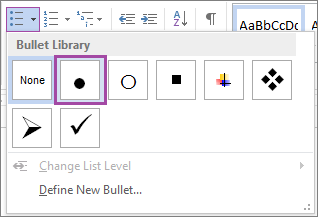 AaBbCcDc
Bullet Library
None
Change List Level
Define New Bullet...